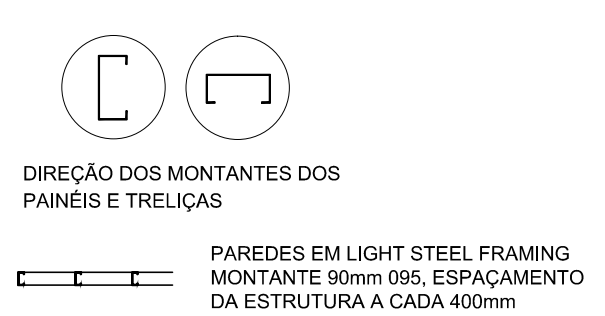 DIREÇÃO DOS MONTANTES DOS
PAINÉIS E TRELIÇAS
PAREDES EM LIGHT STEEL FRAMING
MONTANTE 90mm 095, ESPAÇAMENTO
DA ESTRUTURA A CADA 400mm